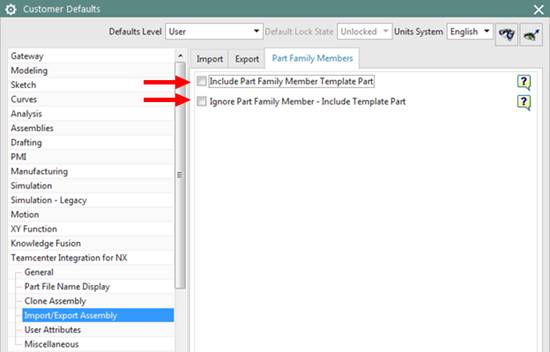 Customer Defaults
Defaults Level User Default Lock State Unlocked Units System English
Import Export Part Family Members
Include Part Family Member Template Part
Ignore Part Family Member - Include Template Part
Gateway
Modeling
Sketch
Curves
Analysis
Assemblies
Drafting
PMI
Manufacturing
Simulation
Simulation - Legacy
Motion
XY Function
Knowledge Fusion
Teamcenter Integration for NX
General
Part File Name Display
Clone Assembly
Import/Export Assembly
User Attributes
Miscellaneous